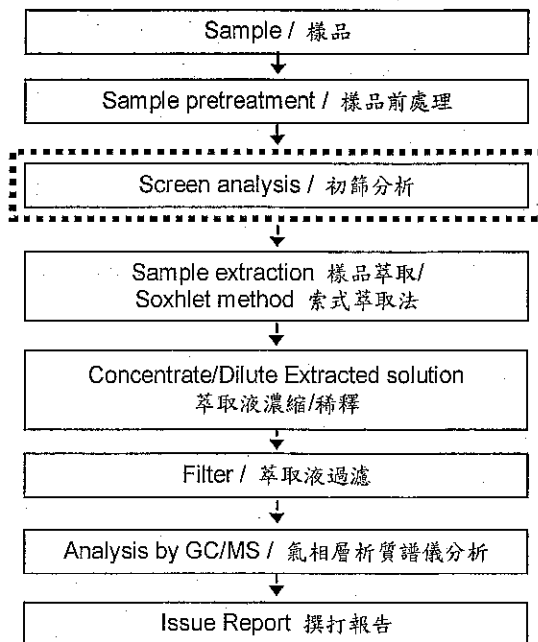 Sample / 樣品
Sample pretreatment / 樣品前處理
Screen analysis / 初篩分析
Sample extraction 樣品萃取/
Soxhlet method 索式萃取法
Concentrate/Dilute Extracted solution
萃取液濃縮/稀釋
Filter / 萃取液過濾
Analysis by GC/MS / 氣相層析質譜儀分析
Issue Report 撰打報告